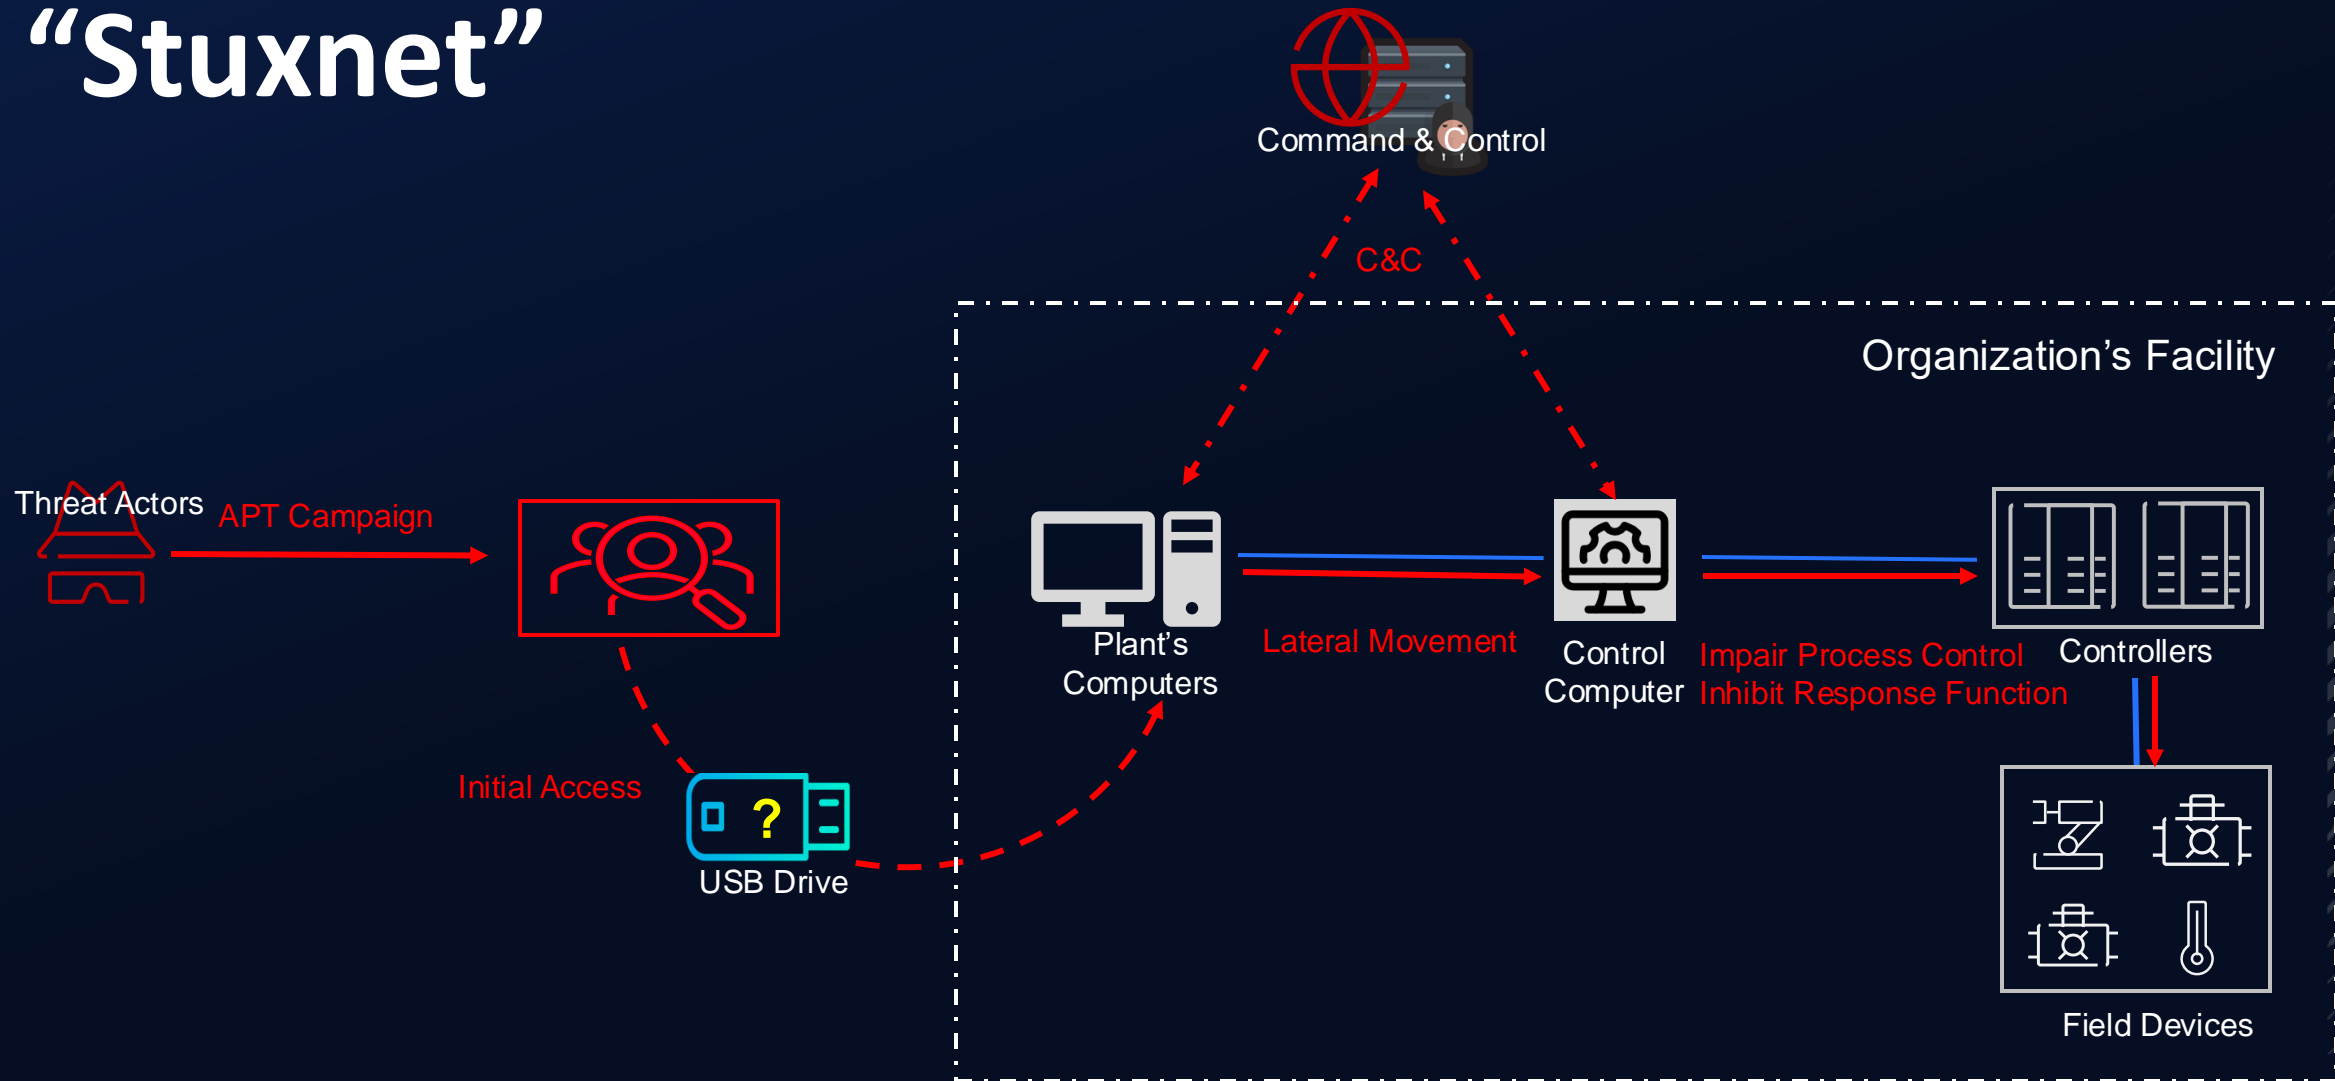 “Stuxnet”
Command & Control
C&C
Organization’s Facility
Threat Actors
APT Campaign
Plant’s
Computers
Lateral Movement
Control
Computer
Impair Process Control
Inhibit Response Function
Controllers
Initial Access
?
USB Drive
Field Devices